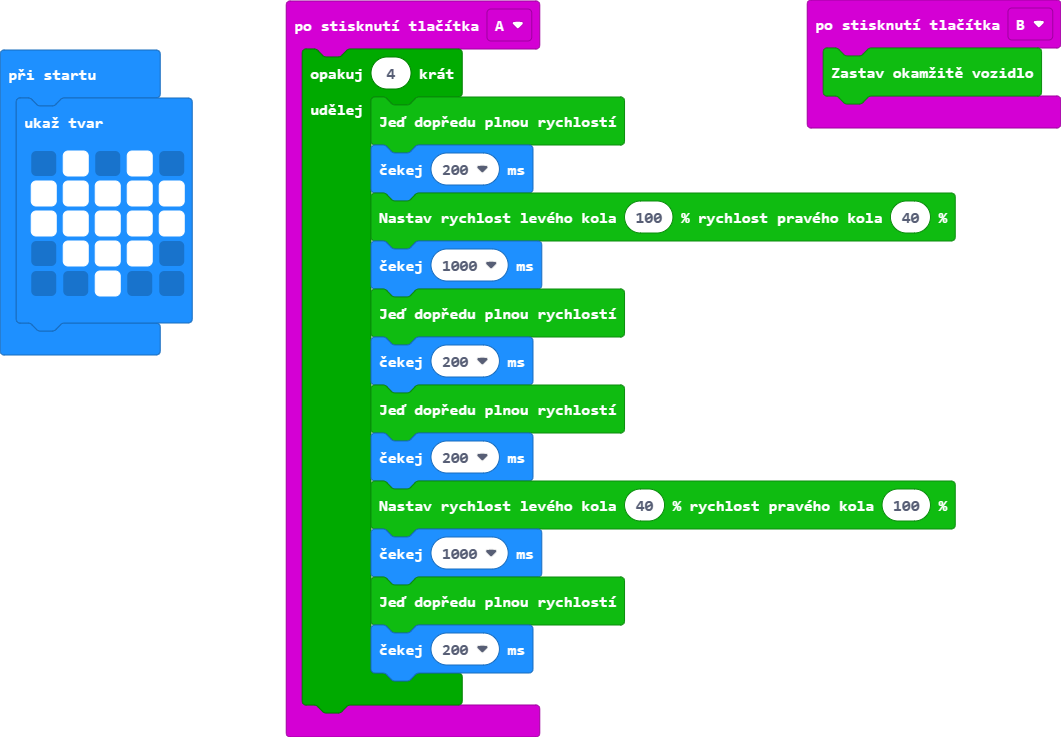 při startu
ukaž tvar
po stisknutí tlačítka A
opakuj 4 krát
udělej
Jeď dopředu plnou rychlostí
čekej 200 ms
Nastav rychlost levého kola 100 % rychlost pravého kola 40 %
čekej 1000 ms
Jeď dopředu plnou rychlostí
čekej 200 ms
Jeď dopředu plnou rychlostí
čekej 200 ms
Nastav rychlost levého kola 40 % rychlost pravého kola 100 %
čekej 1000 ms
Jeď dopředu plnou rychlostí
čekej 200 ms
po stisknutí tlačítka B
Zastav okamžitě vozidlo